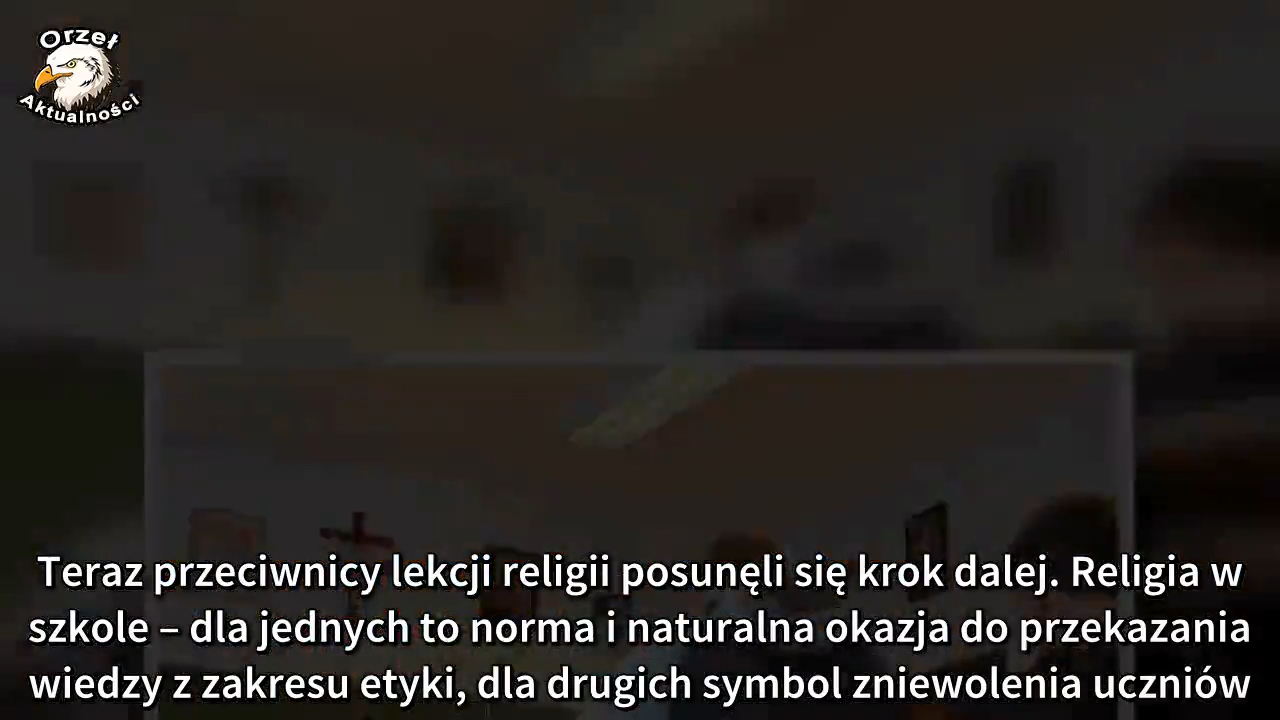 Orzeł
Aktualności
Teraz przeciwnicy lekcji religii posunęli się krok dalej. Religia w
szkole – dla jednych to norma i naturalna okazja do przekazania
wiedzy z zakresu etyki, dla drugich symbol zniewolenia uczniów